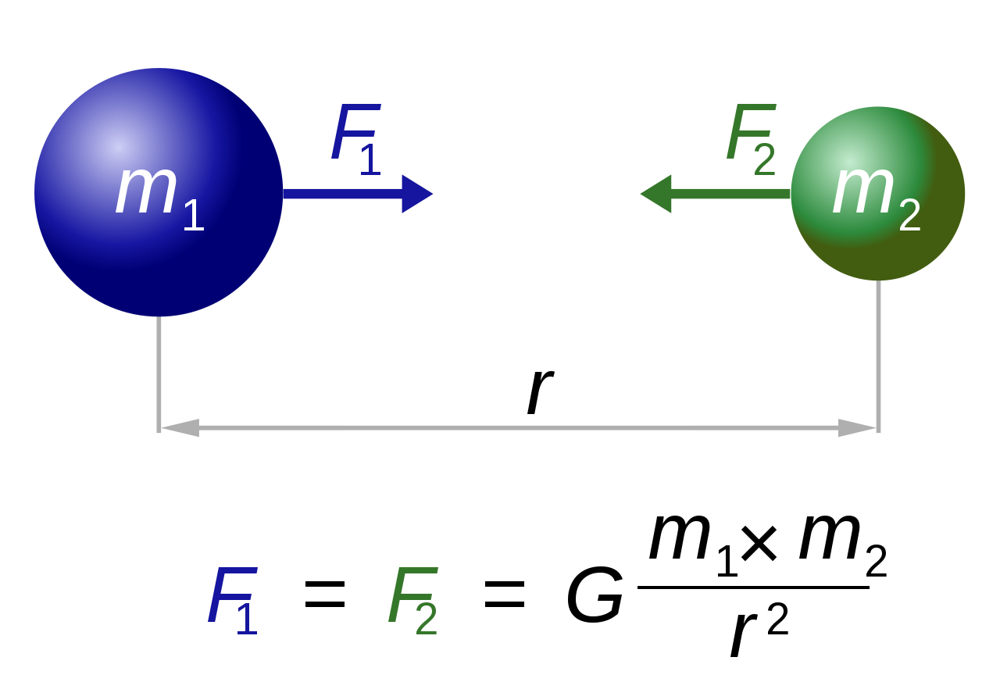 F₁ F₂
m₁ m₂
r
F₁ = F₂ = G (m₁ × m₂) / r²